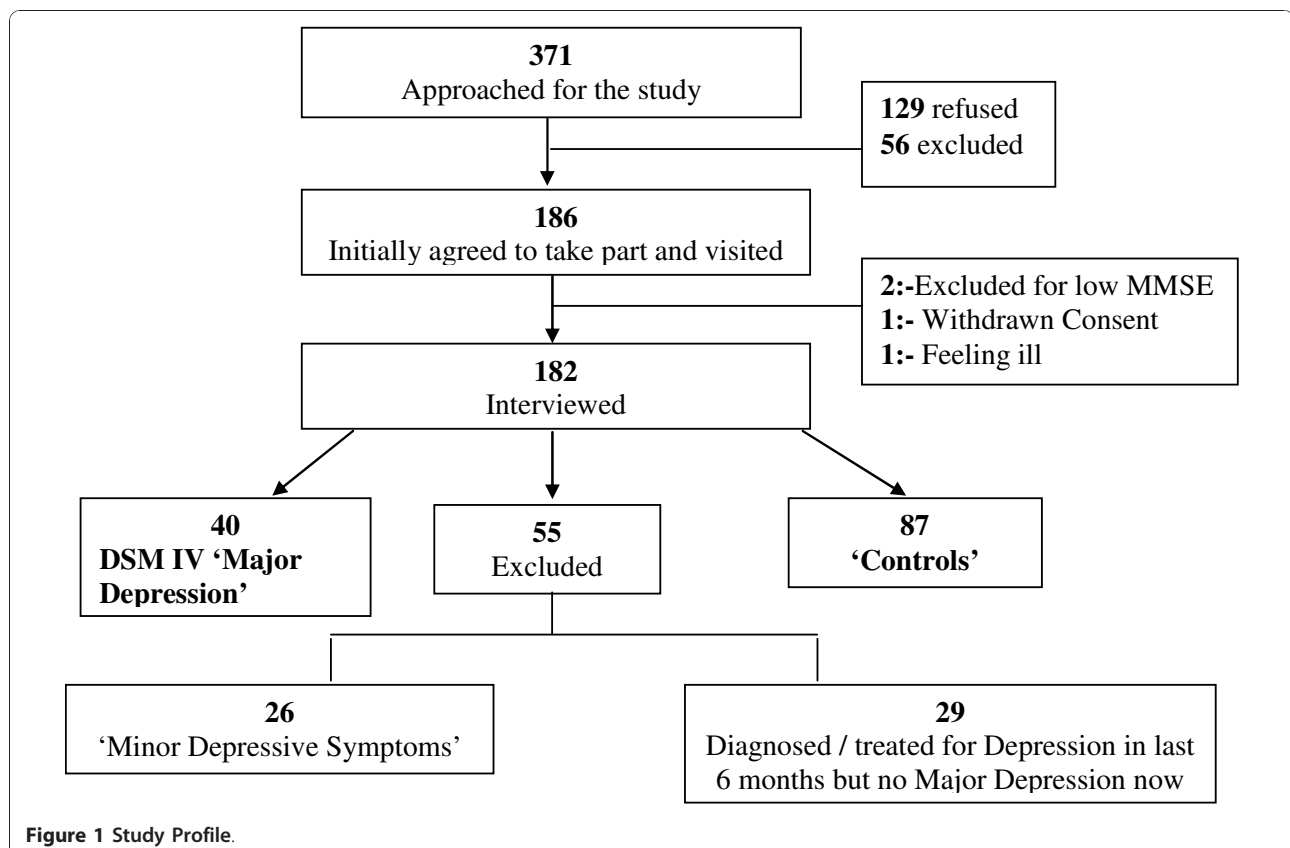 371
Approached for the study
129 refused
56 excluded
186
Initially agreed to take part and visited
2:-Excluded for low MMSE
1:- Withdrawn Consent
1:- Feeling ill
182
Interviewed
40
DSM IV ‘Major
Depression’
55
Excluded
87
‘Controls’
26
‘Minor Depressive Symptoms’
29
Diagnosed / treated for Depression in last
6 months but no Major Depression now
Figure 1 Study Profile.